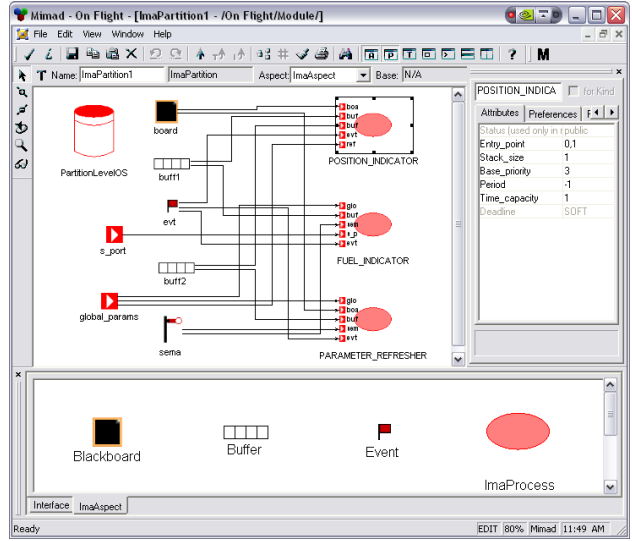 Mimad - On Flight - [ImaPartition1 - /On Flight/Module/]
File Edit View Window Help
A P T M
T Name: ImaPartition1 ImaPartition Aspect: ImaAspect Base: N/A
POSITION_INDICA for Kind
Attributes Preferences
Status (used only in r public
Entry_point 0,1
Stack_size 1
Base_priority 3
Period -1
Time_capacity 1
Deadline SOFT
PartitionLevelOS
board
buff1
evt
s_port
buff2
global_params
sema
boa
buf
buf
evt
ref
POSITION_INDICATOR
glo
buf
sem
s_p
evt
FUEL_INDICATOR
glo
boa
buf
sem
evt
PARAMETER_REFRESHER
Blackboard
Buffer
Event
ImaProcess
Interface ImaAspect
Ready EDIT 80% Mimad 11:49 AM